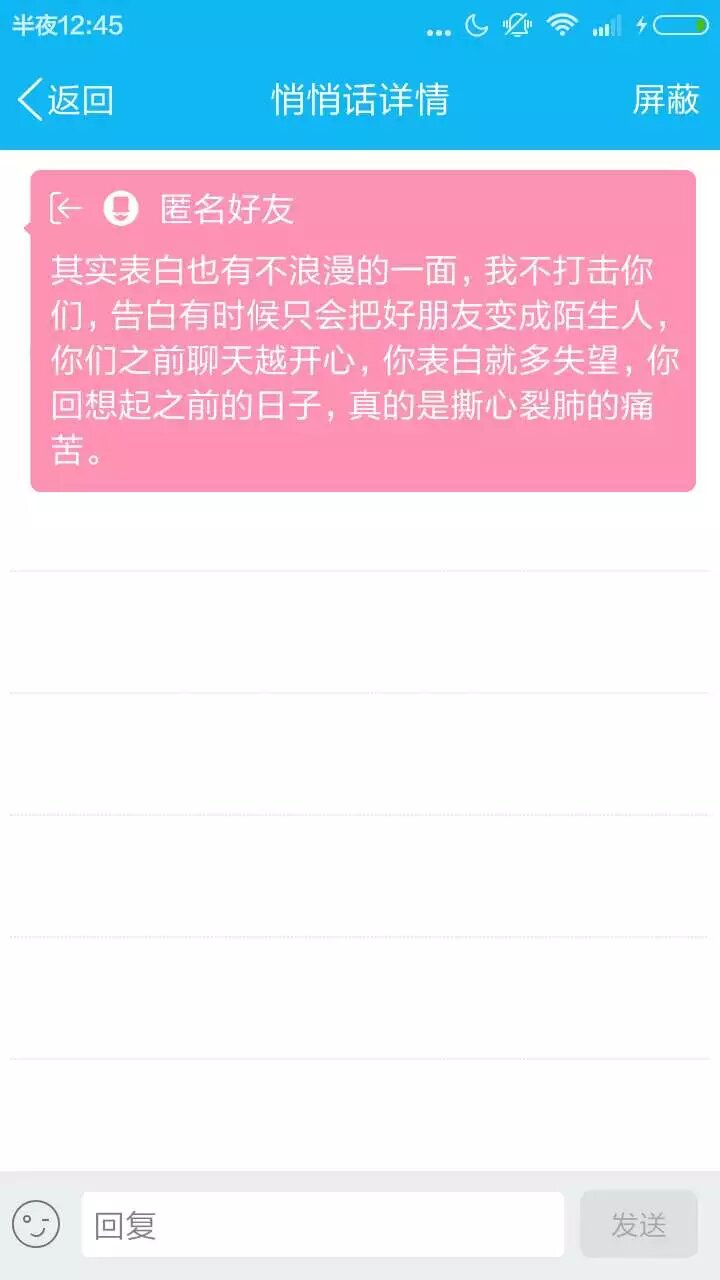 半夜12:45
返回
悄悄话详情
屏蔽
匿名好友
其实表白也有不浪漫的一面，我不打击你
们，告白有时候只会把好朋友变成陌生人，
你们之前聊天越开心，你表白就多失望，你
回想起之前的日子，真的是撕心裂肺的痛
苦。
回复
发送